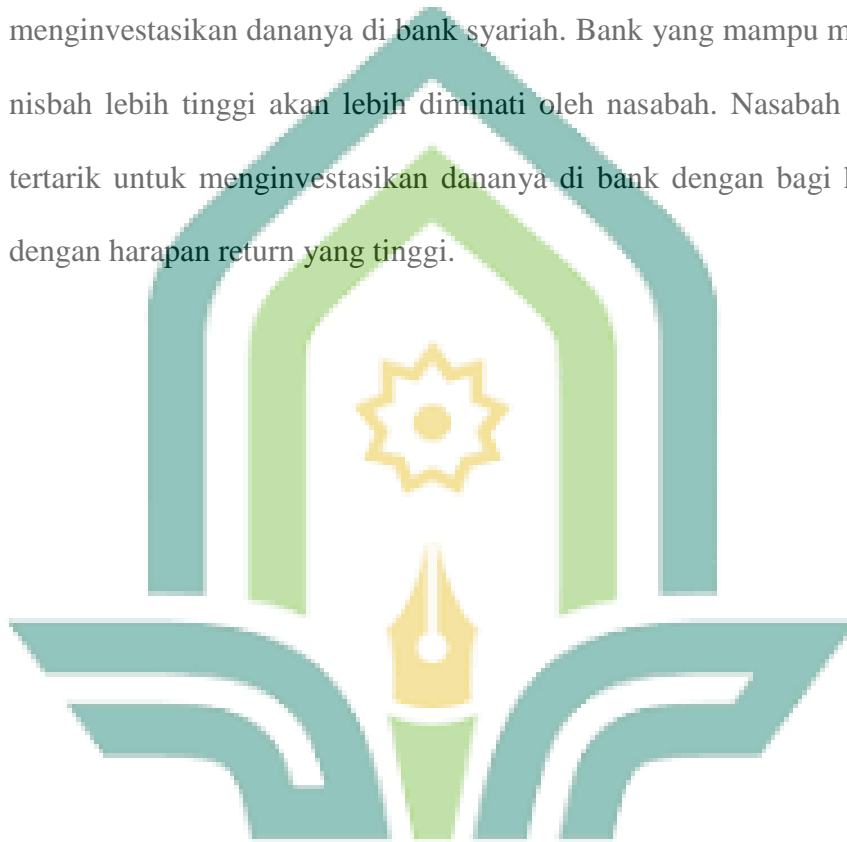 menginvestasikan dananya di bank syariah. Bank yang mampu
nisbah lebih tinggi akan lebih diminati oleh nasabah. Nasabah
tertarik untuk menginvestasikan dananya di bank dengan bagi
dengan harapan return yang tinggi.